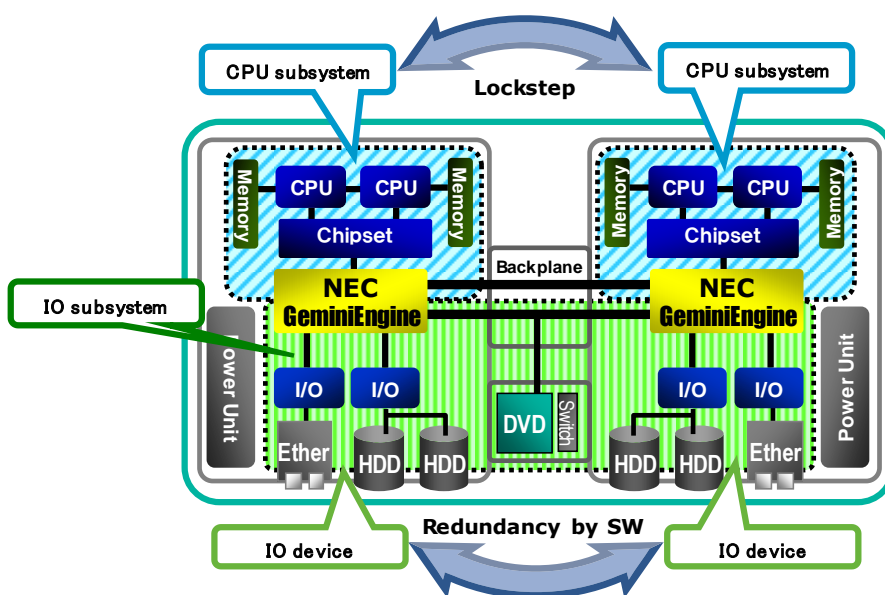 CPU subsystem
CPU subsystem
Lockstep
Memory
CPU
CPU
Memory
Memory
CPU
CPU
Memory
Chipset
Chipset
Backplane
NEC
GeminiEngine
NEC
GeminiEngine
IO subsystem
Power Unit
Power Unit
I/O
I/O
I/O
I/O
DVD
Switch
Ether
HDD
HDD
HDD
HDD
Ether
Redundancy by SW
IO device
IO device